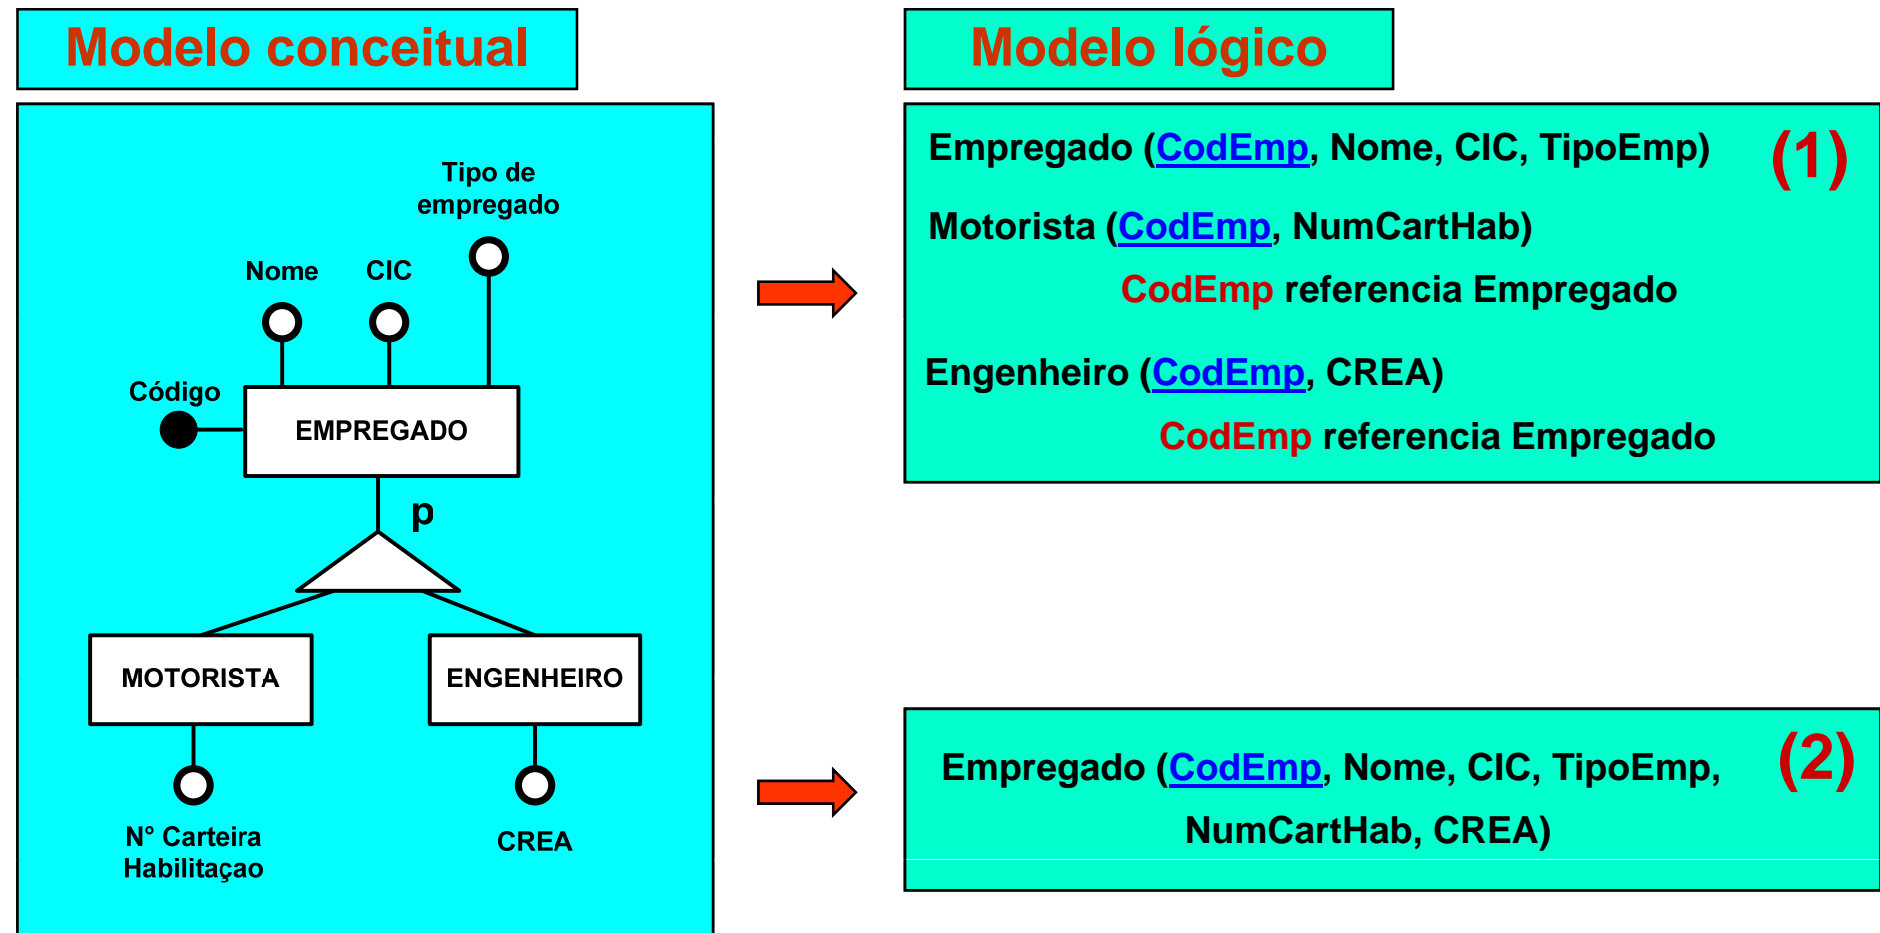 Modelo conceitual
Tipo de
empregado
Nome
CIC
Código
EMPREGADO
p
MOTORISTA
ENGENHEIRO
N° Carteira
Habilitaçao
CREA
Modelo lógico
Empregado (CodEmp, Nome, CIC, TipoEmp) (1)
Motorista (CodEmp, NumCartHab)
CodEmp referencia Empregado
Engenheiro (CodEmp, CREA)
CodEmp referencia Empregado
Empregado (CodEmp, Nome, CIC, TipoEmp, (2)
NumCartHab, CREA)